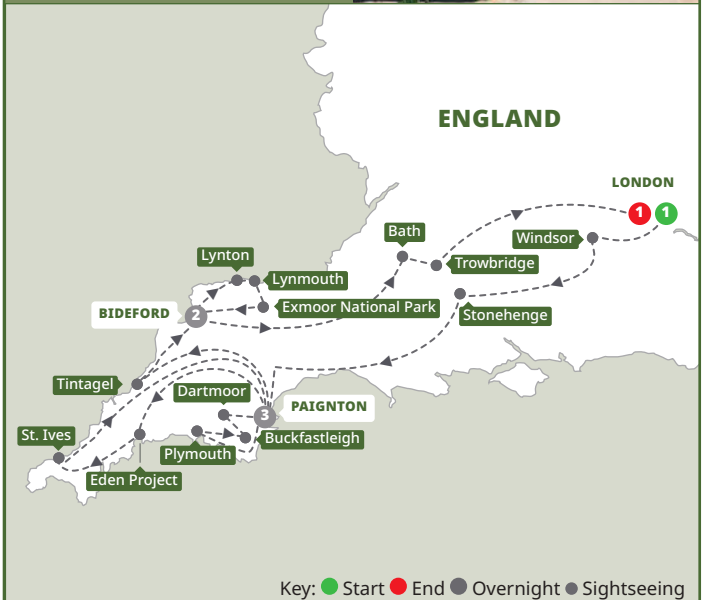 ENGLAND
LONDON
1 1
Bath
Windsor
Trowbridge
Lynton
Lynmouth
Exmoor National Park
BIDEFORD
2
Stonehenge
Tintagel
Dartmoor
PAIGNTON
3
St. Ives
Buckfastleigh
Plymouth
Eden Project
Key: Start End Overnight Sightseeing